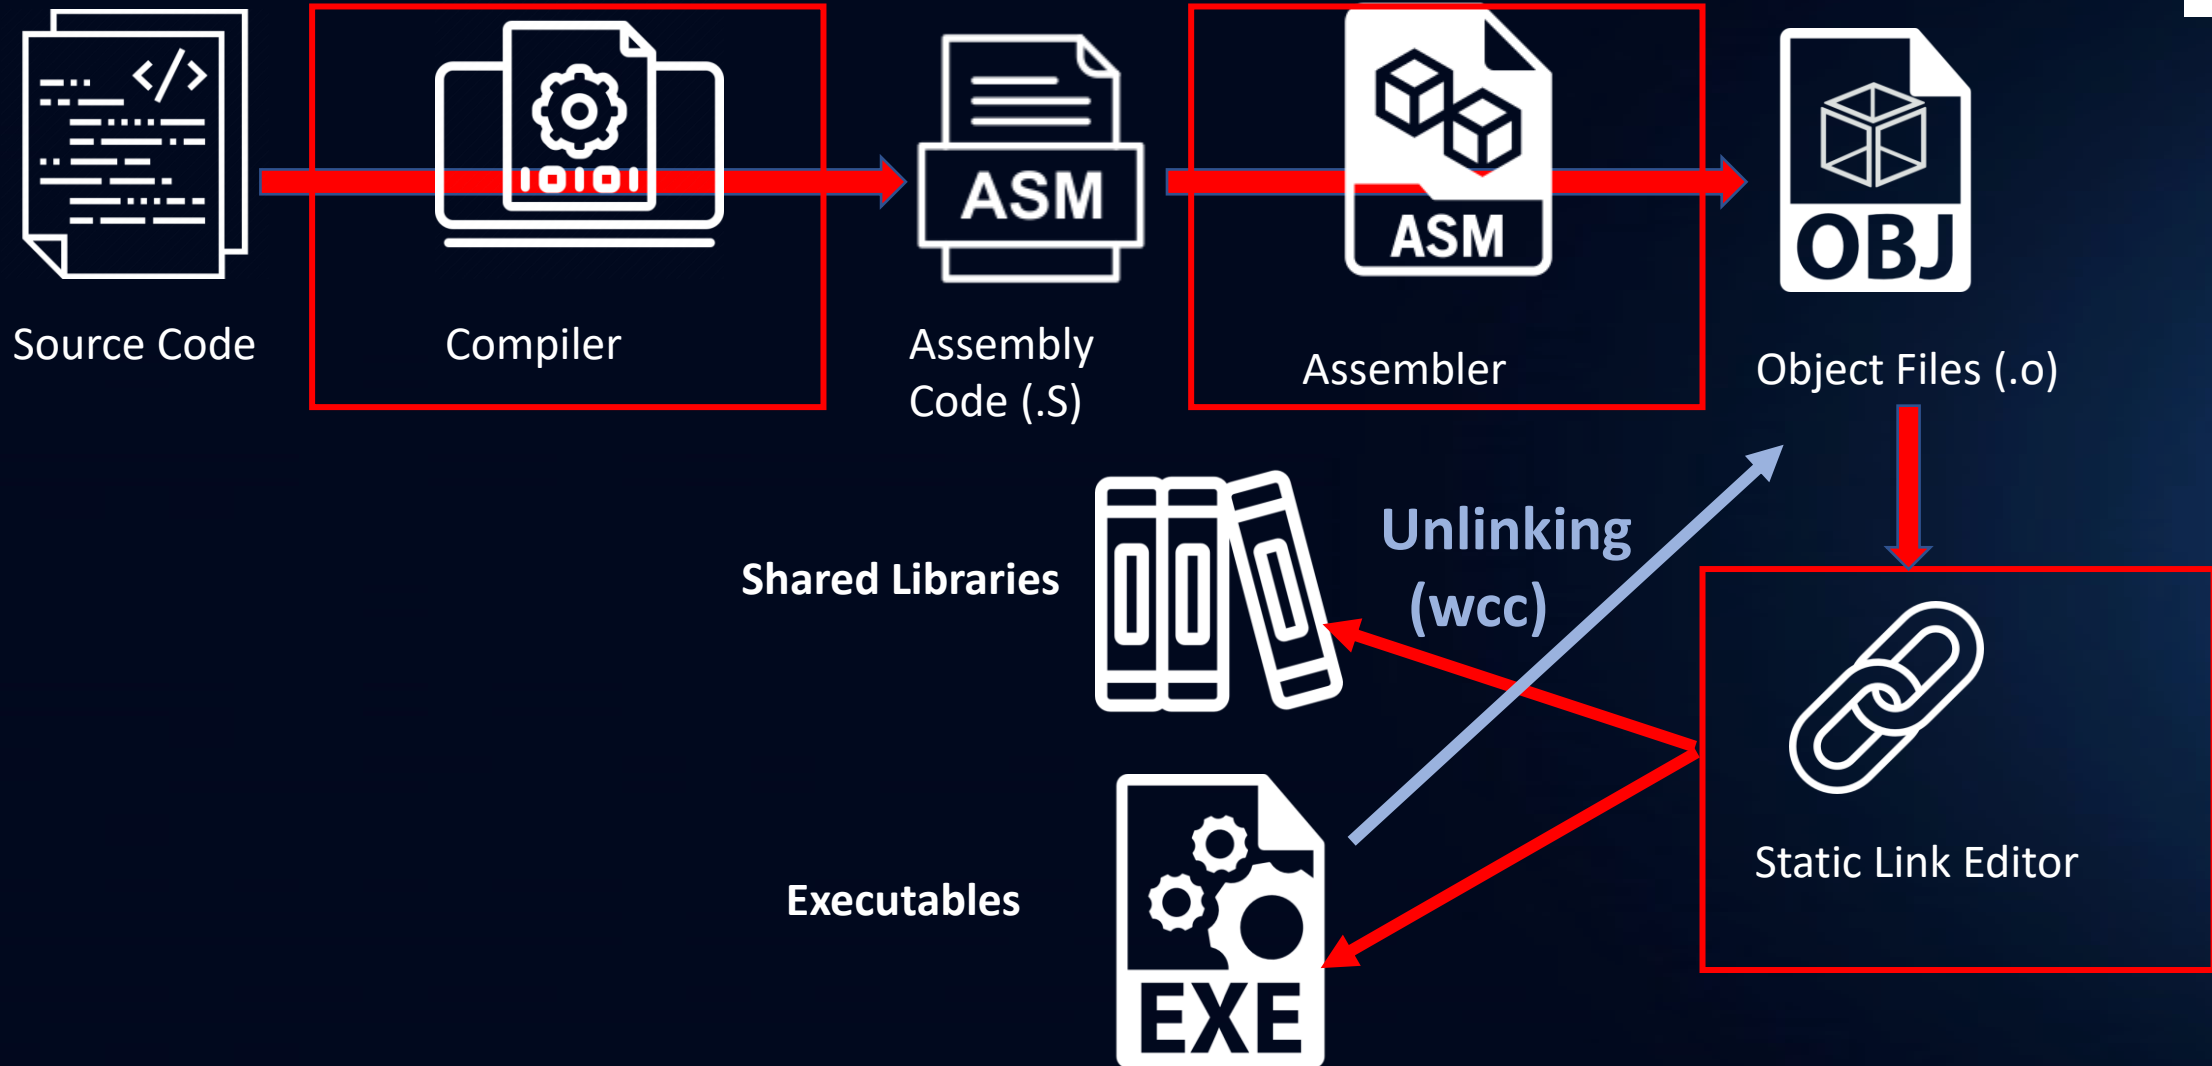 </>
10101
ASM
ASM
OBJ
Source Code
Compiler
Assembly
Code (.S)
Assembler
Object Files (.o)
Shared Libraries
Unlinking
(wcc)
Static Link Editor
Executables
EXE